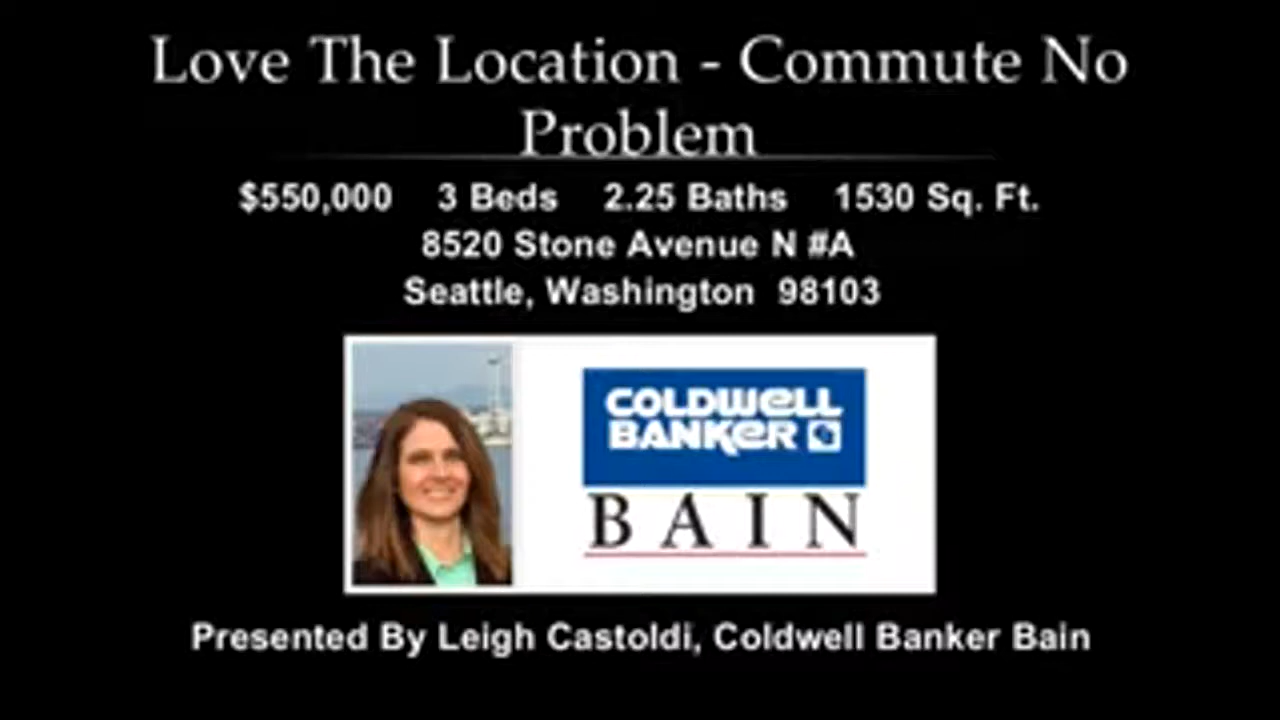 Love The Location - Commute No
Problem
$550,000 3 Beds 2.25 Baths 1530 Sq. Ft.
8520 Stone Avenue N #A
Seattle, Washington 98103
COLDWELL
BANKER
BAIN
Presented By Leigh Castoldi, Coldwell Banker Bain